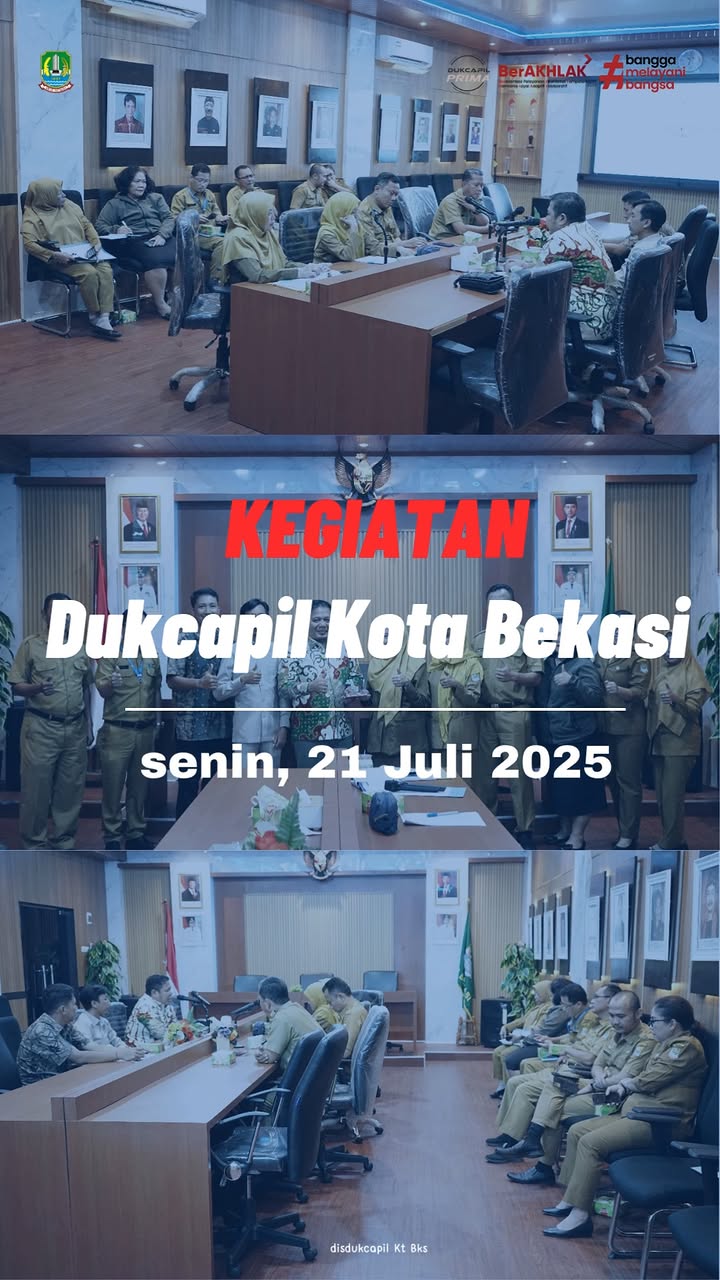 DUKCAPIL
PRIMA
BerAKHLAK
#bangga
melayani
bangsa
KEGIATAN
Dukcapil Kota Bekasi
senin, 21 Juli 2025
disdukcapil Kt Bks